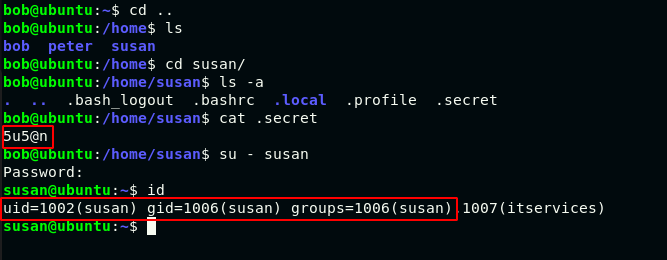 bob@ubuntu:~$ cd ..
bob@ubuntu:/home$ ls
bob  peter  susan
bob@ubuntu:/home$ cd susan/
bob@ubuntu:/home/susan$ ls -a
.  ..  .bash_logout  .bashrc  .local  .profile  .secret
bob@ubuntu:/home/susan$ cat .secret
5u5@n
bob@ubuntu:/home/susan$ su - susan
Password:
susan@ubuntu:~$ id
uid=1002(susan) gid=1006(susan) groups=1006(susan),1007(itservices)
susan@ubuntu:~$